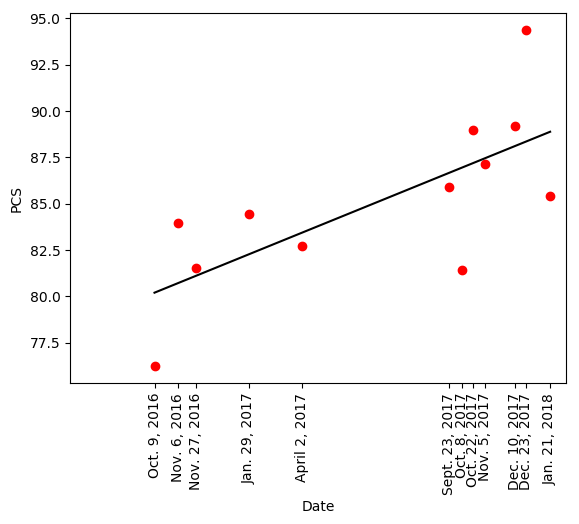 95.0
92.5
90.0
87.5
85.0
82.5
80.0
77.5
PCS
Oct. 9, 2016
Nov. 6, 2016
Nov. 27, 2016
Jan. 29, 2017
April 2, 2017
Sept. 23, 2017
Oct. 8, 2017
Oct. 22, 2017
Nov. 5, 2017
Dec. 10, 2017
Dec. 23, 2017
Jan. 21, 2018
Date